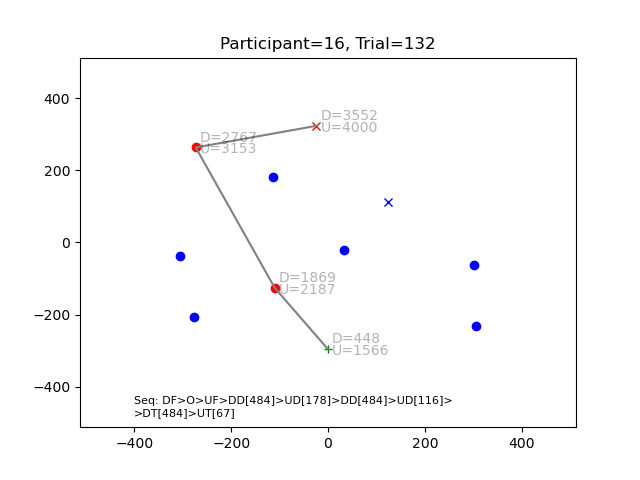 Participant=16, Trial=132
400
200
0
−200
−400
D=3552
U=4000
D=2767
U=3153
D=1869
U=2187
D=448
U=1566
Seq: DF>O>UF>DD[484]>UD[178]>DD[484]>UD[116]>
>DT[484]>UT[67]
−400 −200 0 200 400